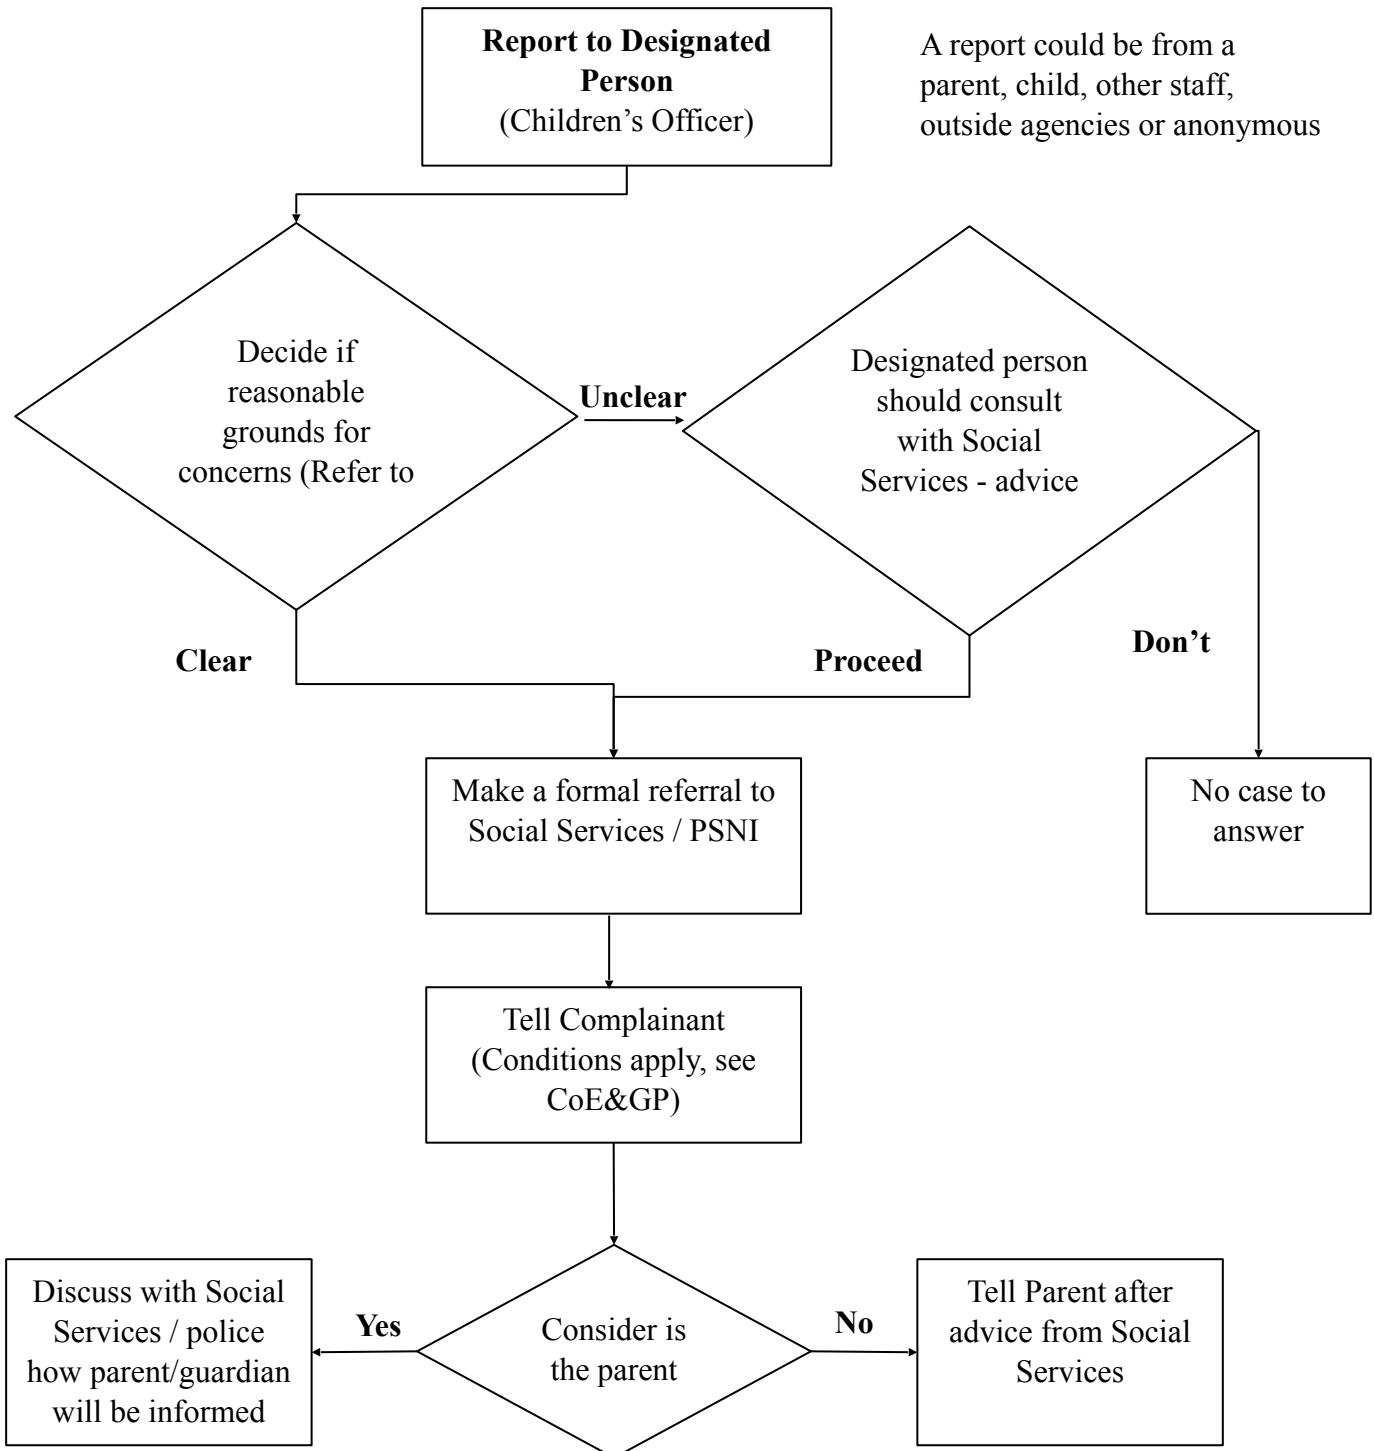 Report to Designated
Person
(Children’s Officer)
A report could be from a
parent, child, other staff,
outside agencies or anonymous
Decide if
reasonable
grounds for
concerns (Refer to
Unclear
Designated person
should consult
with Social
Services - advice
Clear
Proceed
Don’t
Make a formal referral to
Social Services / PSNI
No case to
answer
Tell Complainant
(Conditions apply, see
CoE&GP)
Discuss with Social
Services / police
how parent/guardian
will be informed
Yes
Consider is
the parent
No
Tell Parent after
advice from Social
Services